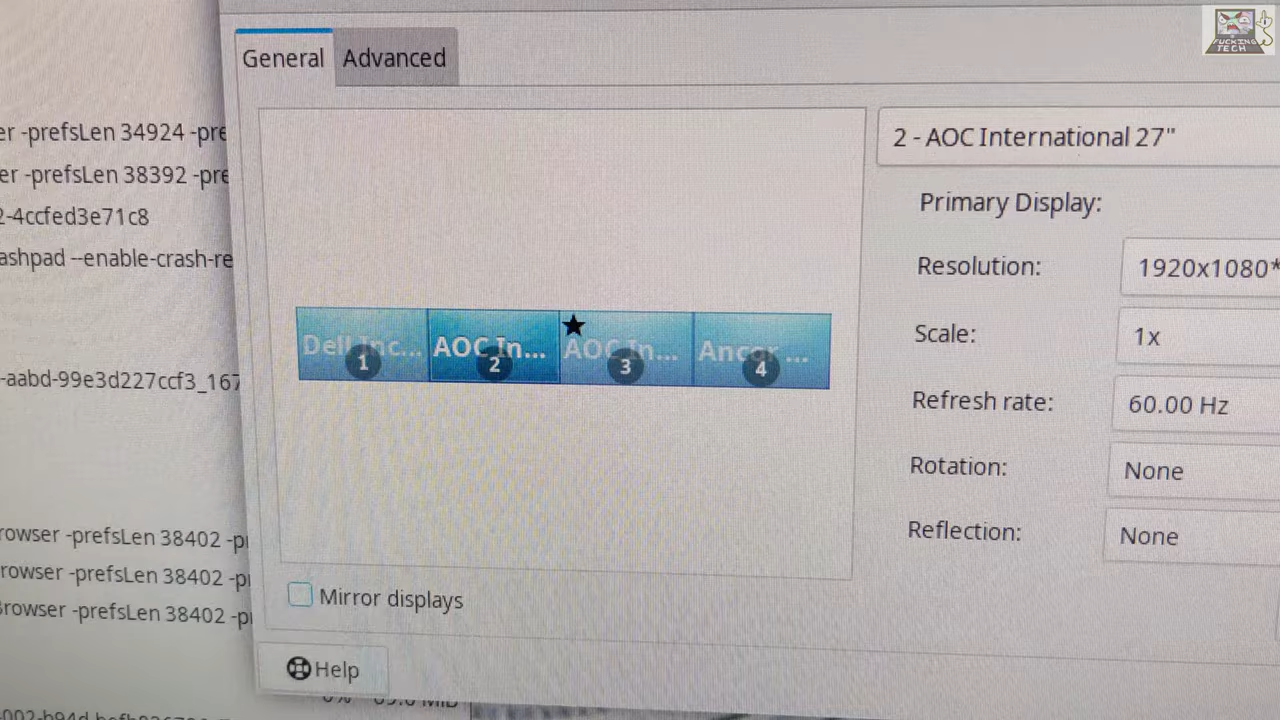 FUCKING
TECH
General
Advanced
er -prefsLen 34924 -pre
er -prefsLen 38392 -pre
2-4ccfed3e71c8
ashpad --enable-crash-re
-aabd-99e3d227ccf3_167
rowser -prefsLen 38402 -p
rowser -prefsLen 38402 -p
Browser -prefsLen 38402 -p
2 - AOC International 27"
Primary Display:
Resolution:
1920x1080*
Scale:
1x
Refresh rate:
60.00 Hz
Rotation:
None
Reflection:
None
Dell Inc...
1
AOC In...
2
AOC In...
3
Ancor ...
4
Mirror displays
Help